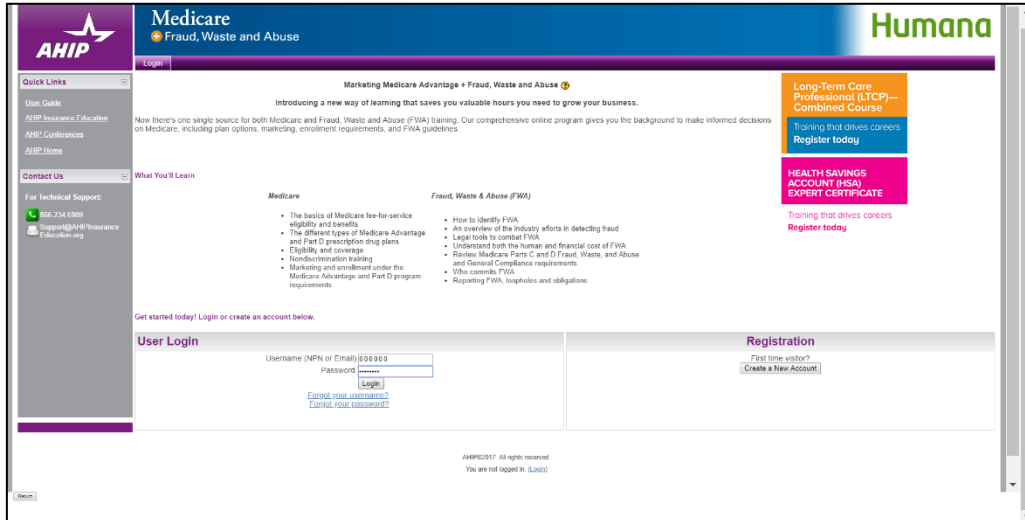 AHIP
Medicare
Fraud, Waste and Abuse
Humana
Login
Quick Links
User Guide
AHIP Insurance Education
AHIP Conferences
AHIP Home
Contact Us
For Technical Support:
866.234.6909
Support@AHIPInsurance
Education.org
Marketing Medicare Advantage + Fraud, Waste and Abuse
Introducing a new way of learning that saves you valuable hours you need to grow your business.
Now there's one single source for both Medicare and Fraud, Waste and Abuse (FWA) training. Our comprehensive online program gives you the background to make informed decisions
on Medicare, including plan options, marketing, enrollment requirements, and FWA guidelines.
What You'll Learn
Medicare
• The basics of Medicare fee-for-service
eligibility and benefits
• The different types of Medicare Advantage
and Part D prescription drug plans
• Eligibility and coverage
• Nondiscrimination training
• Marketing and enrollment under the
Medicare Advantage and Part D program
requirements
Fraud, Waste & Abuse (FWA)
• How to identify FWA
• An overview of the industry efforts in detecting fraud
• Legal tools to combat FWA
• Understand both the human and financial cost of FWA
• Review Medicare Parts C and D Fraud, Waste, and Abuse
and General Compliance requirements
• Who commits FWA
• Reporting FWA; loopholes and obligations
Long-Term Care
Professional (LTCP)—
Combined Course
Training that drives careers
Register today
HEALTH SAVINGS
ACCOUNT (HSA)
EXPERT CERTIFICATE
Training that drives careers
Register today
Get started today! Login or create an account below.
User Login
Username (NPN or Email) 000000
Password ••••••••
Login
Forgot your username?
Forgot your password?
Registration
First time visitor?
Create a New Account
AHIP©2017. All rights reserved.
You are not logged in. (Login)
Return